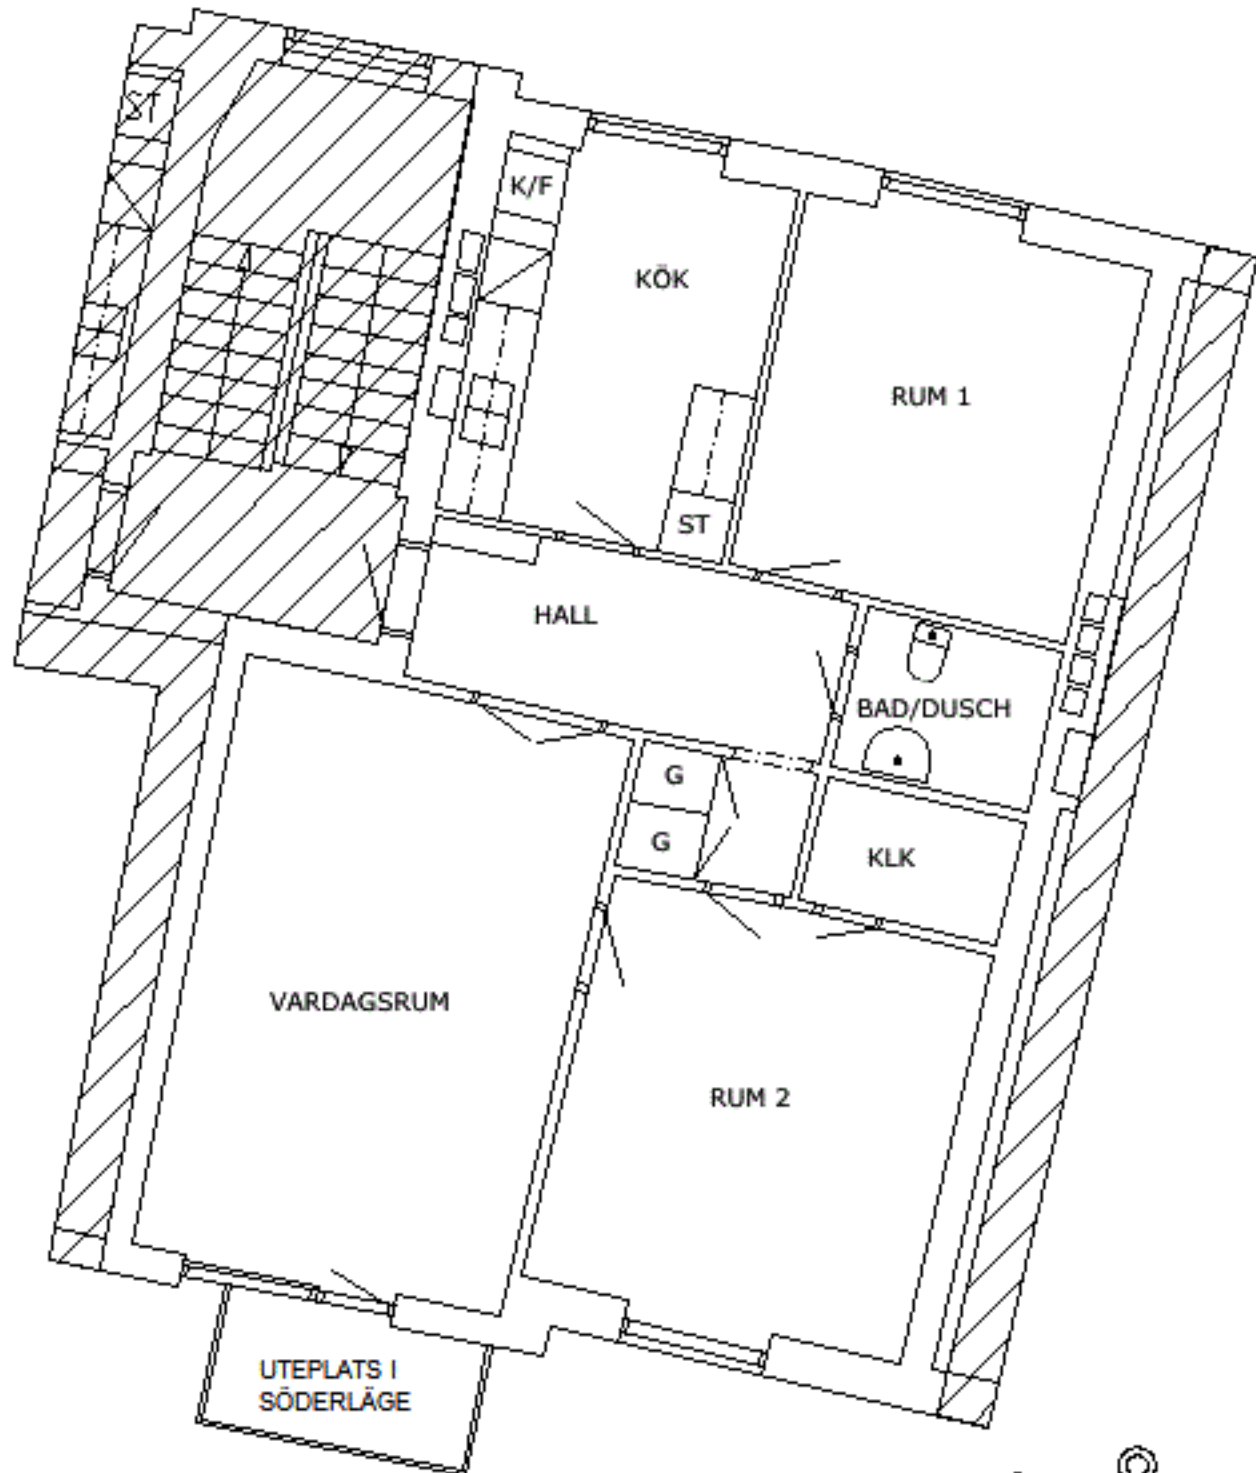 ST
K/F
KÖK
RUM 1
ST
HALL
BAD/DUSCH
G
G
KLK
VARDAGSRUM
RUM 2
UTEPLATS I
SÖDERLÄGE